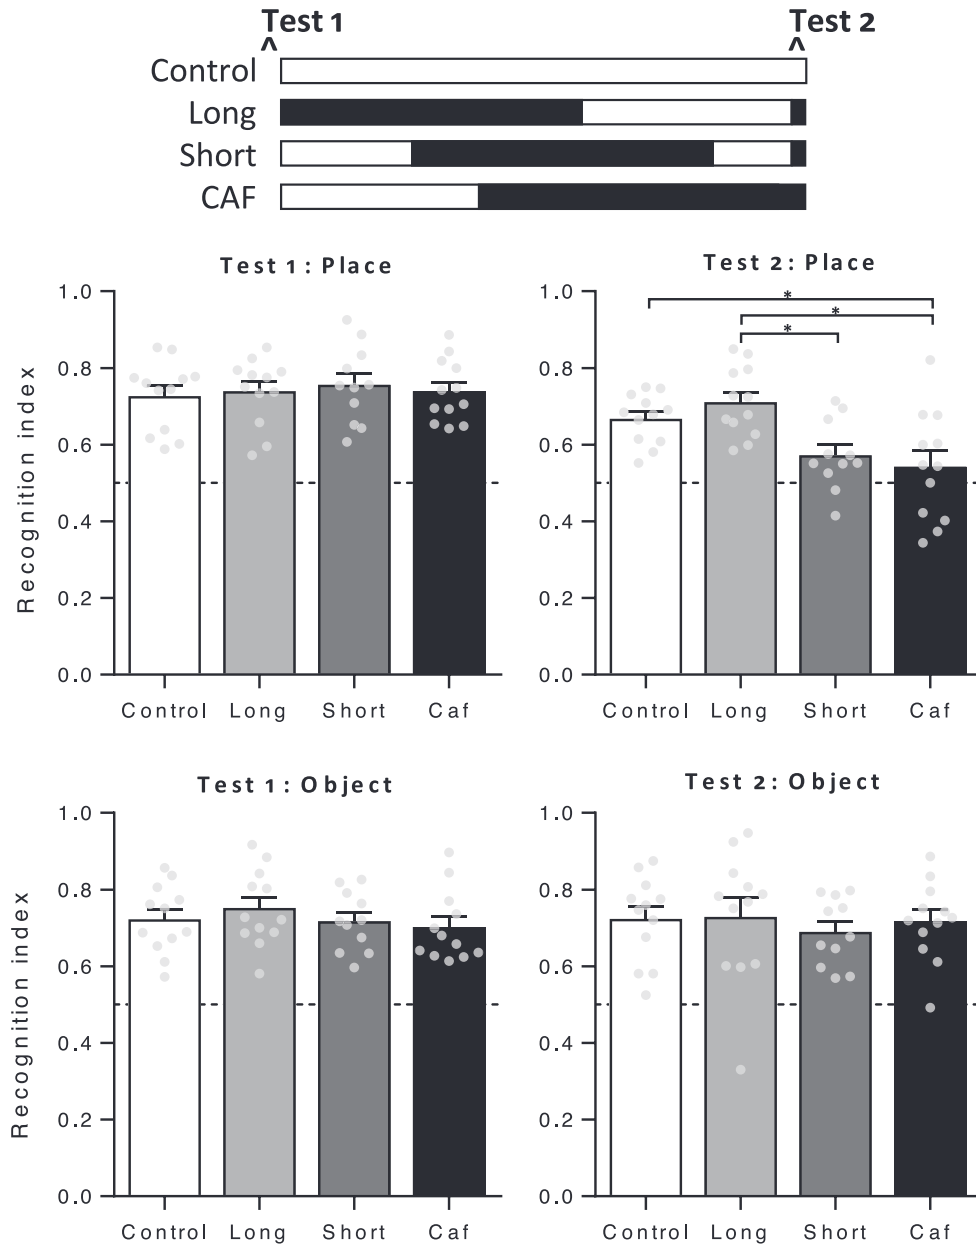 Test 1 Test 2
^ ^
Control
Long
Short
CAF
Test 1: Place
Recognition index
1.0
0.8
0.6
0.4
0.2
0.0
Control Long Short Caf
Test 2: Place
1.0
0.8
0.6
0.4
0.2
0.0
*
*
*
Control Long Short Caf
Test 1: Object
Recognition index
1.0
0.8
0.6
0.4
0.2
0.0
Control Long Short Caf
Test 2: Object
1.0
0.8
0.6
0.4
0.2
0.0
Control Long Short Caf